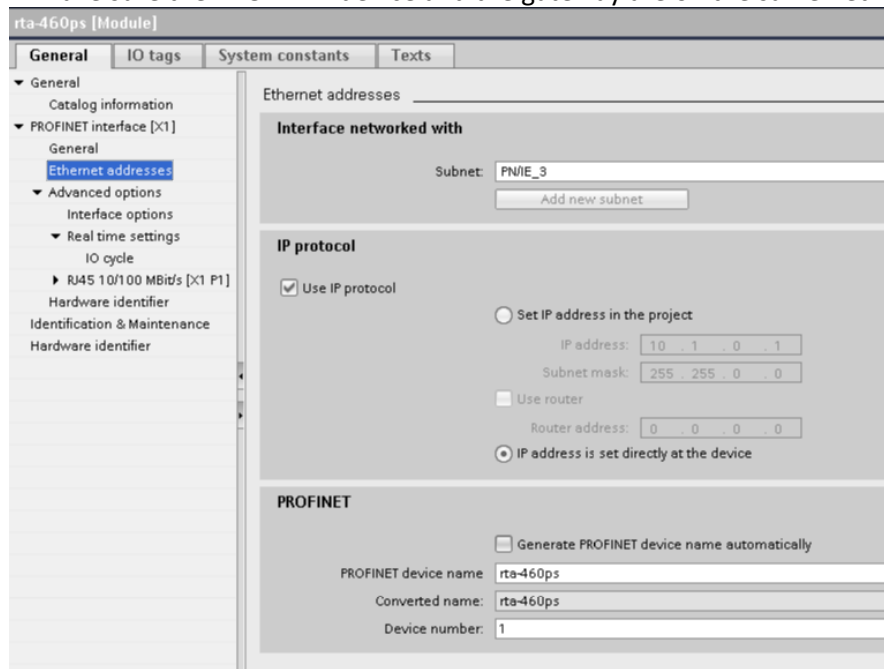 rta-460ps [Module]
General IO tags System constants Texts
General
Catalog information
PROFINET interface [X1]
General
Ethernet addresses
Advanced options
Interface options
Real time settings
IO cycle
RJ45 10/100 MBit/s [X1 P1]
Hardware identifier
Identification & Maintenance
Hardware identifier
Ethernet addresses
Interface networked with
Subnet: PN/IE_3
Add new subnet
IP protocol
Use IP protocol
Set IP address in the project
IP address: 10 . 1 . 0 . 1
Subnet mask: 255 . 255 . 0 . 0
Use router
Router address: 0 . 0 . 0 . 0
IP address is set directly at the device
PROFINET
Generate PROFINET device name automatically
PROFINET device name rta-460ps
Converted name: rta-460ps
Device number: 1